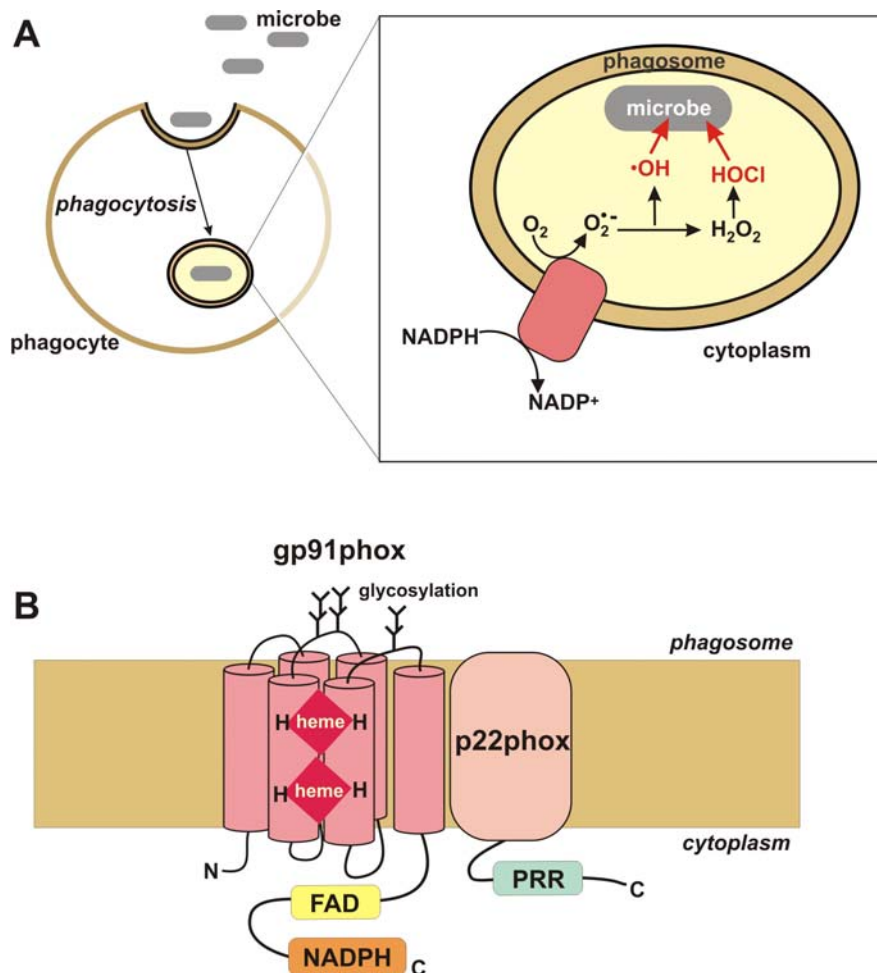 A
microbe
phagocytosis
phagocyte
phagosome
microbe
•OH
HOCl
O₂
O₂•-
H₂O₂
NADPH
cytoplasm
NADP+
B
gp91phox
glycosylation
phagosome
H heme H
p22phox
H heme H
cytoplasm
N
PRR
C
FAD
NADPH
C